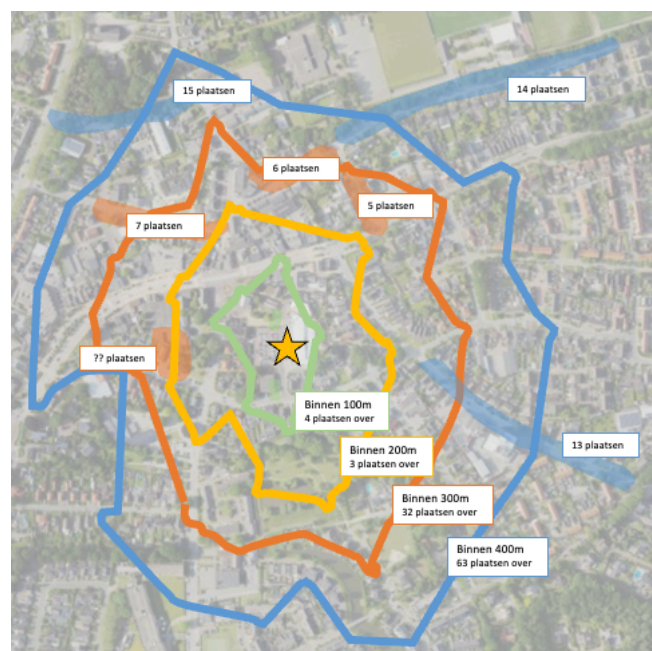 14 plaatsen
15 plaatsen
6 plaatsen
5 plaatsen
7 plaatsen
?? plaatsen
Binnen 100m
4 plaatsen over
13 plaatsen
Binnen 200m
3 plaatsen over
Binnen 300m
32 plaatsen over
Binnen 400m
63 plaatsen over